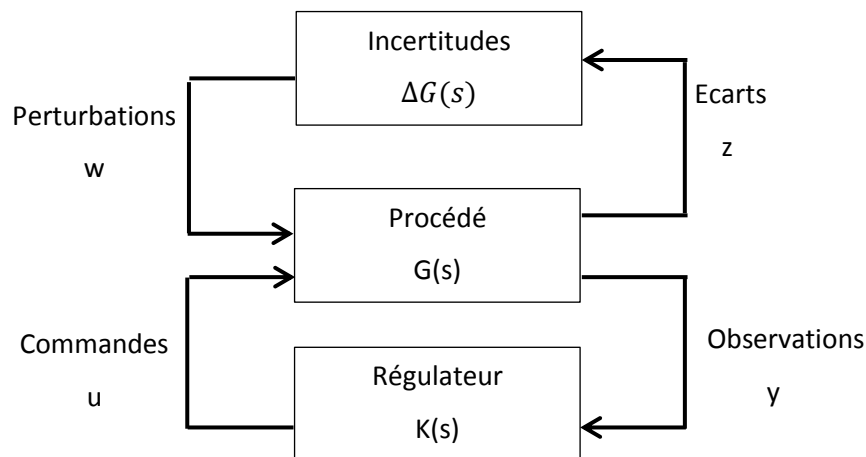 Incertitudes
ΔG(s)
Perturbations
w
Ecarts
z
Procédé
G(s)
Commandes
u
Observations
y
Régulateur
K(s)